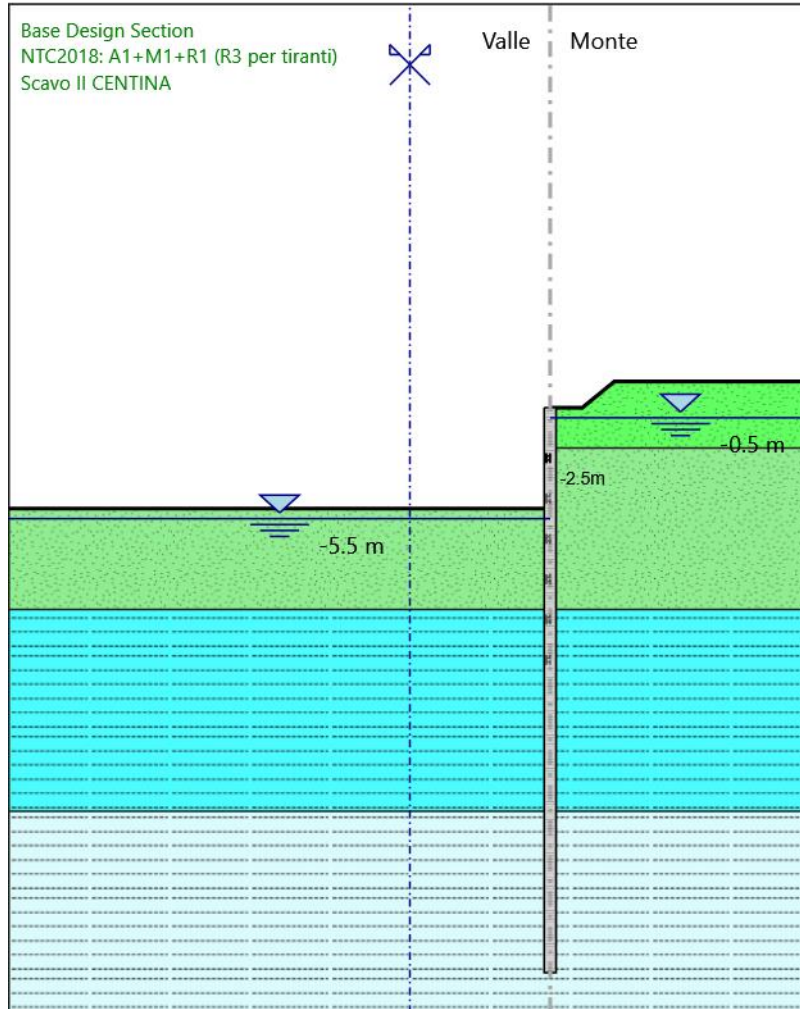 Base Design Section
NTC2018: A1+M1+R1 (R3 per tiranti)
Scavo II CENTINA
Valle
Monte
-0.5 m
-2.5m
-5.5 m